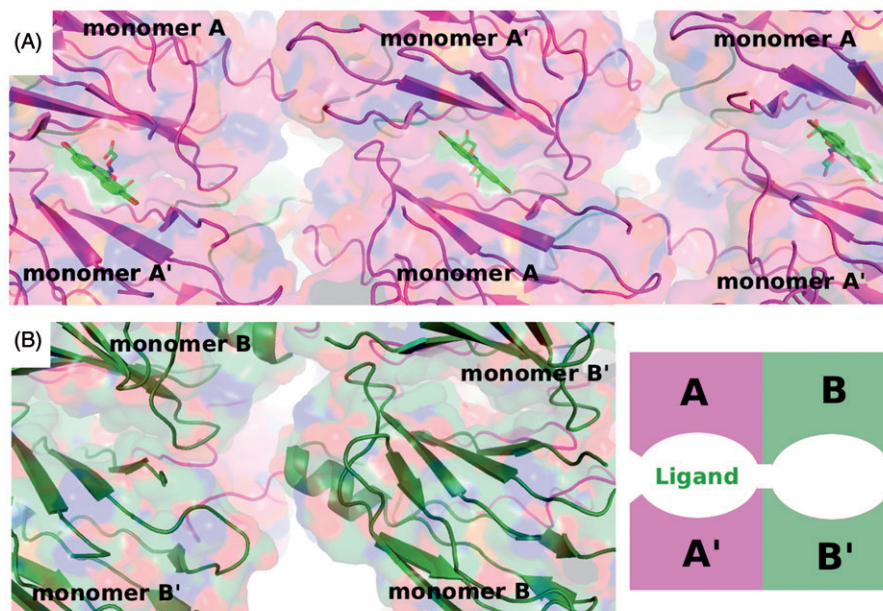 (A)
monomer A
monomer A'
monomer A
monomer A'
monomer A
monomer A'
(B)
monomer B
monomer B'
monomer B'
monomer B
A
B
Ligand
A'
B'